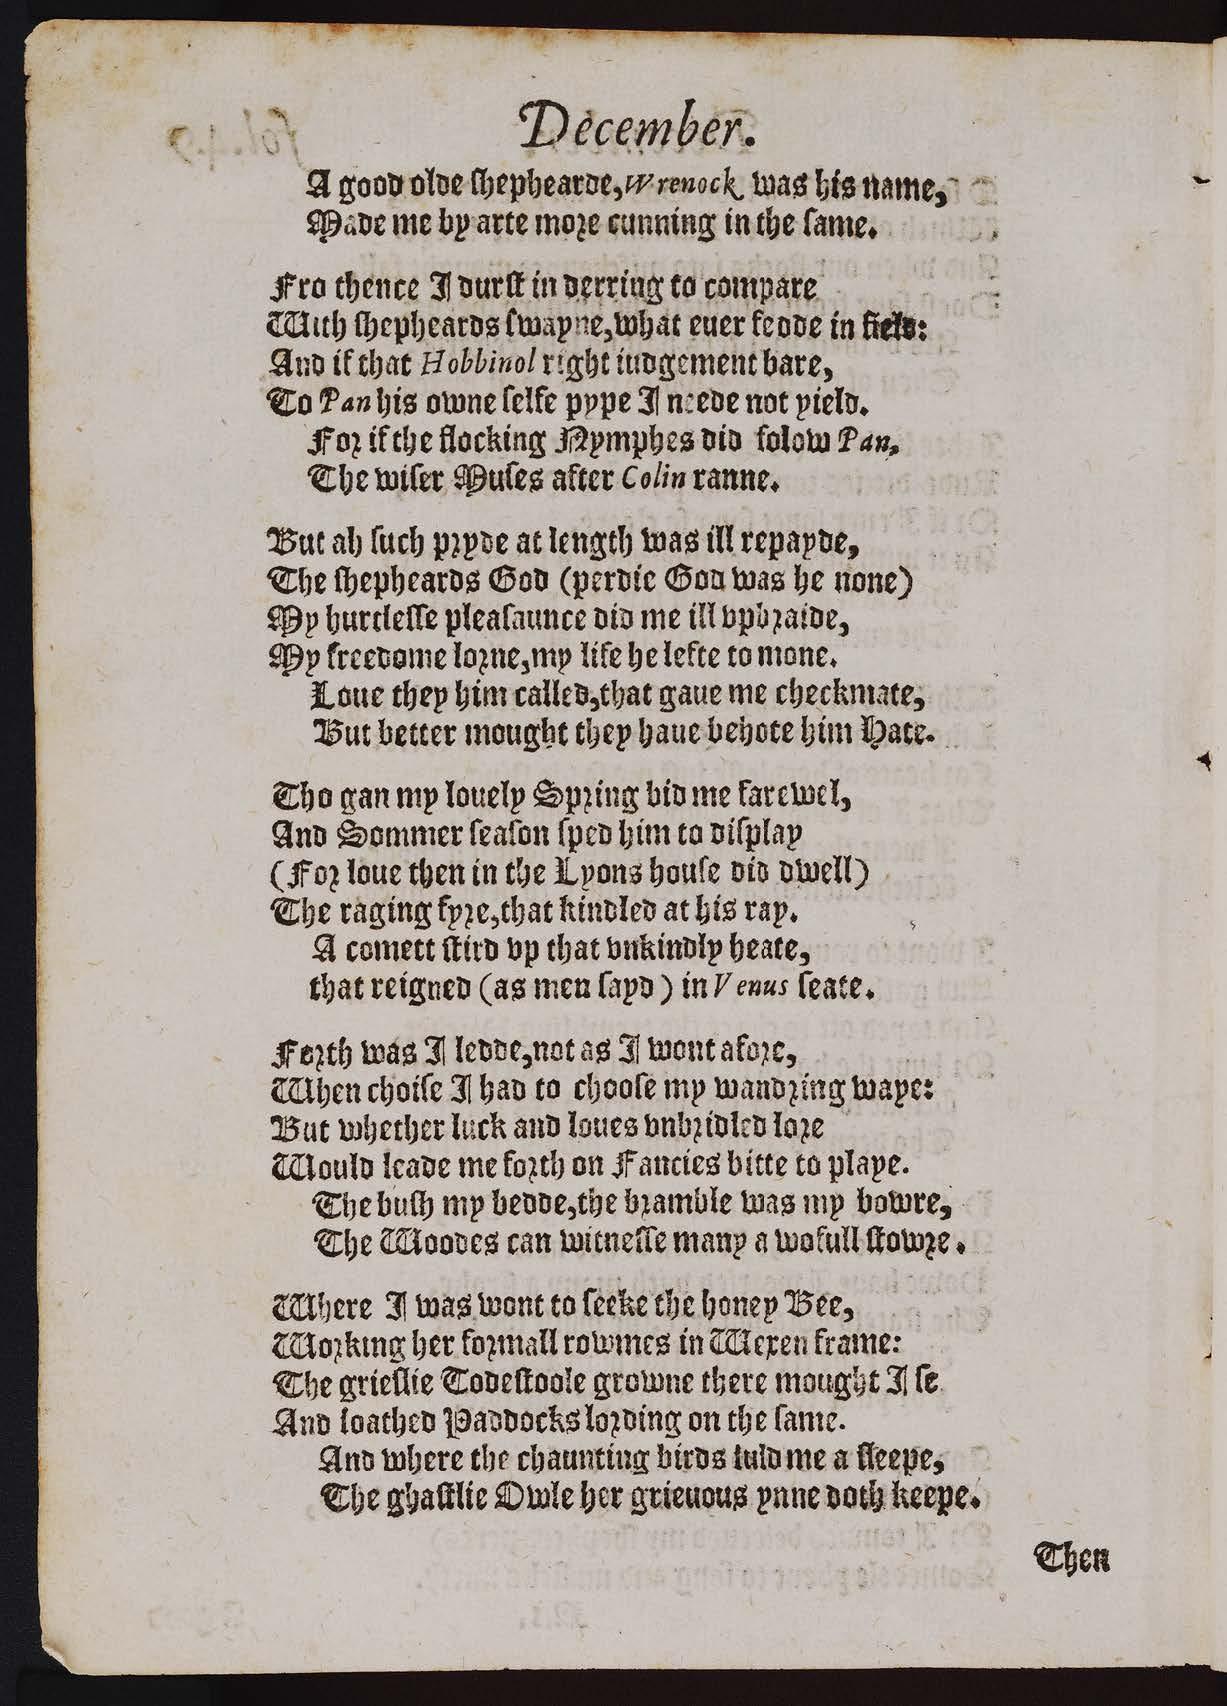 December.
A good olde shephearde, Wrenock was his name,
Made me by arte more cunning in the same.
Fro thence I durst in derring to compare
With shepheards swayne, what euer fedde in field:
And if that Hobbinol right iudgement bare,
To Pan his owne selfe pype I neede not yield.
For if the flocking Nymphes did folow Pan,
The wiser Muses after Colin ranne.
But ah such pryde at length was ill repayde,
The shepheards God (perdie God was he none)
My hurtlesse pleasaunce did me ill vpbraide,
My freedome lorne, my life he lefte to mone.
Loue they him called, that gaue me checkmate,
But better mought they haue behote him Hate.
Tho gan my louely Spring bid me farewel,
And Sommer season sped him to display
(For loue then in the Lyons house did dwell)
The raging fyre, that kindled at his ray.
A comett stird vp that vnkindly heate,
that reigned (as men sayd) in Venus seate.
Forth was I ledde, not as I wont afore,
When choise I had to choose my wandring waye:
But whether luck and loues vnbridled lore
Would leade me forth on Fancies bitte to playe.
The bush my bedde, the bramble was my bowre,
The Woodes can witnesse many a wofull stowre.
Where I was wont to seeke the honey Bee,
Working her formall rowmes in Wexen frame:
The grieslie Todestoole growne there mought I se
And loathed Paddocks lording on the same.
And where the chaunting birds luld me a sleepe,
The ghastlie Owle her grieuous ynne doth keepe.
Then